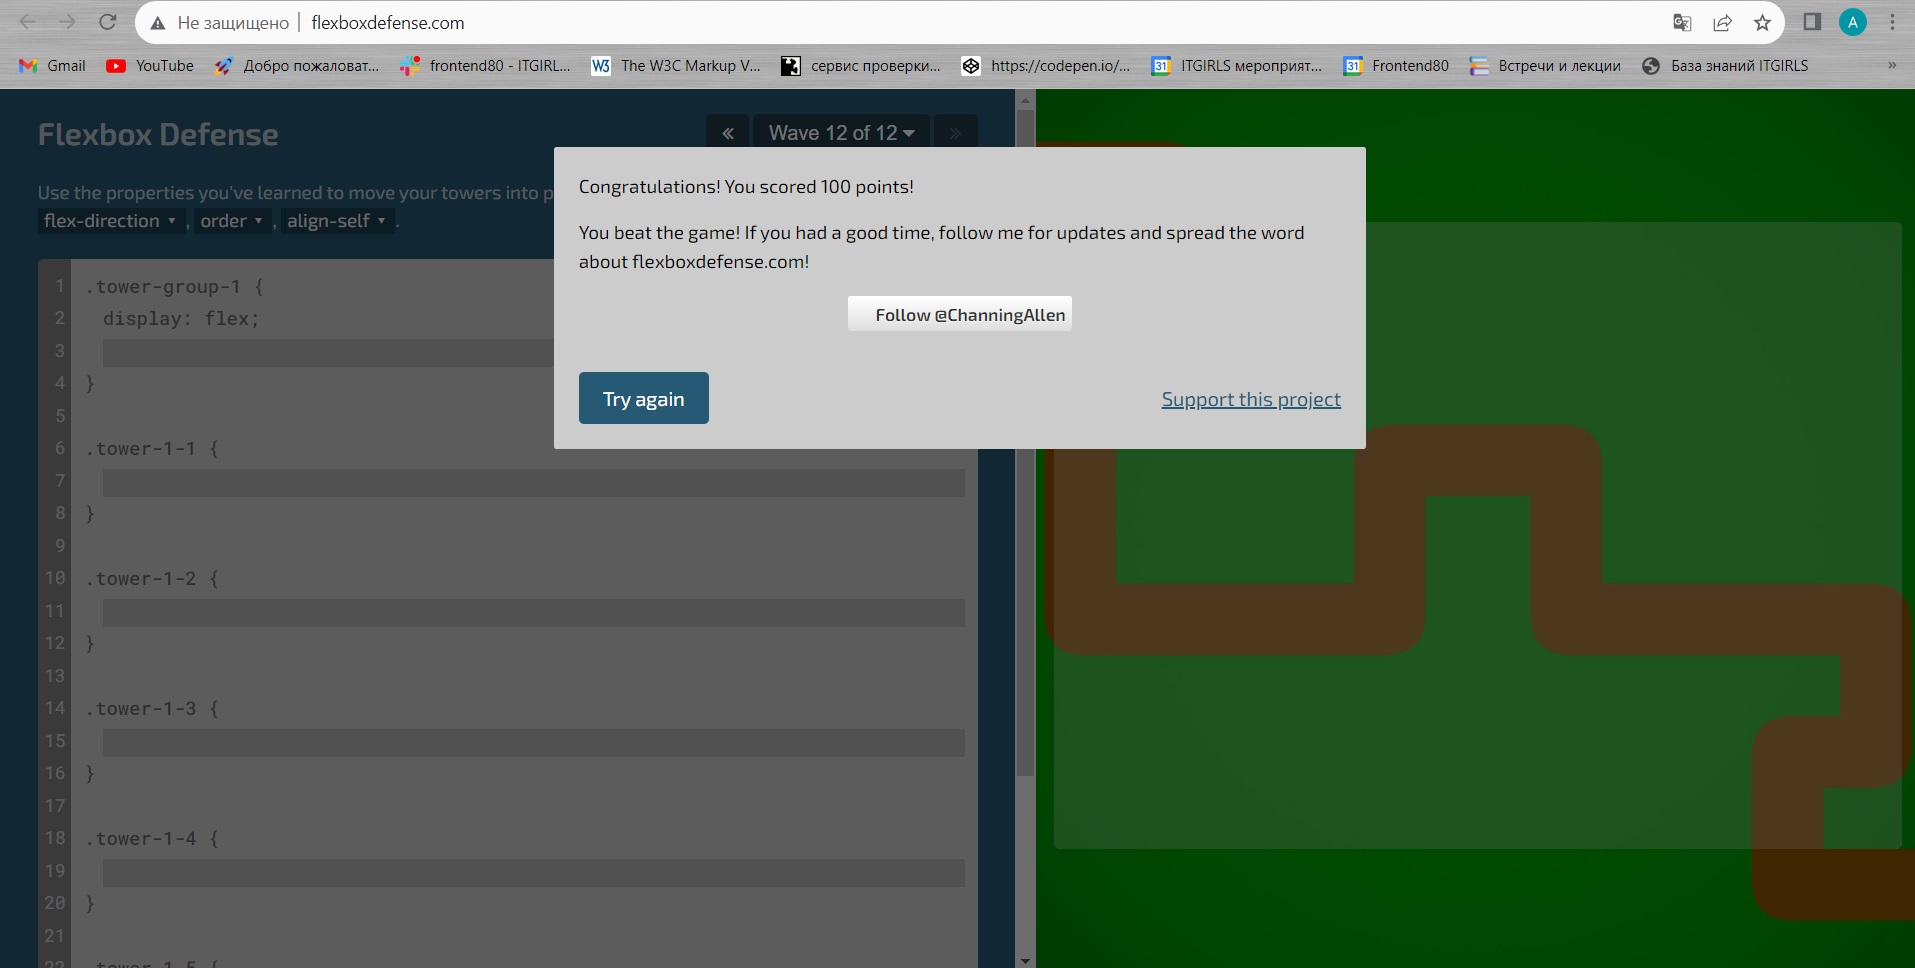 Не защищено
flexboxdefense.com
A
Gmail
YouTube
Добро пожаловат...
frontend80 - ITGIRL...
W3
The W3C Markup V...
сервис проверки...
https://codepen.io/...
31
ITGIRLS мероприят...
31
Frontend80
Встречи и лекции
База знаний ITGIRLS
»
Flexbox Defense
«
Wave 12 of 12
»
Use the properties you've learned to move your towers into p
flex-direction , order , align-self .
1 .tower-group-1 {
2 display: flex;
3
4 }
5
6 .tower-1-1 {
7
8 }
9
10 .tower-1-2 {
11
12 }
13
14 .tower-1-3 {
15
16 }
17
18 .tower-1-4 {
19
20 }
21
22 .tower-1-5 {
Congratulations! You scored 100 points!
You beat the game! If you had a good time, follow me for updates and spread the word
about flexboxdefense.com!
Follow @ChanningAllen
Try again
Support this project